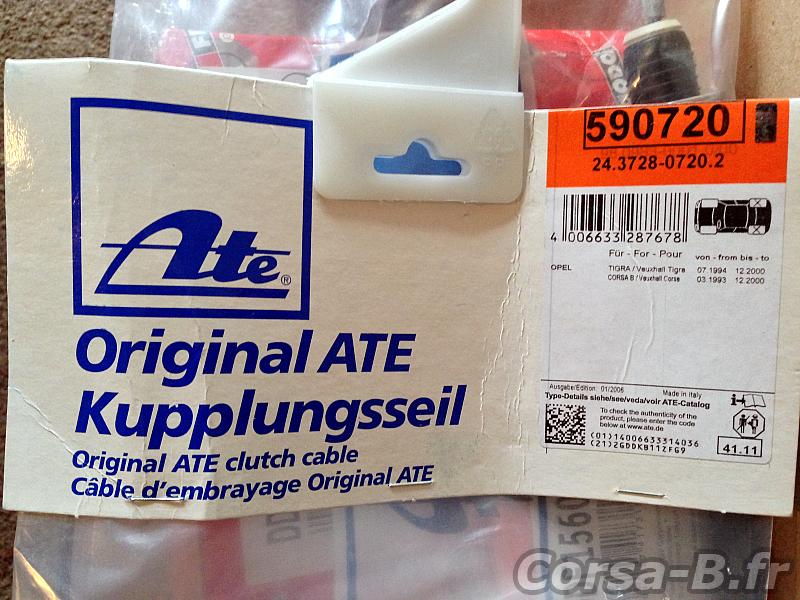 Ate®
Original ATE
Kupplungsseil
Original ATE clutch cable
Câble d'embrayage Original ATE
590720
24.3728-0720.2
4 006633 287678
Für - For - Pour
von - from bis - to
OPEL TIGRA / Vauxhall Tigra 07.1994 12.2000
CORSA B / Vauxhall Corsa 03.1993 12.2000
Ausgabe/Edition: 01/2006 Made in Italy
Type-Details siehe/see/veda/voir ATE-Catalog
To check the authenticity of the
product, please enter the code
below at www.ate.de
(01)14006633314036
(21)2GDDKB11ZFG9
41.11
Corsa-B.fr